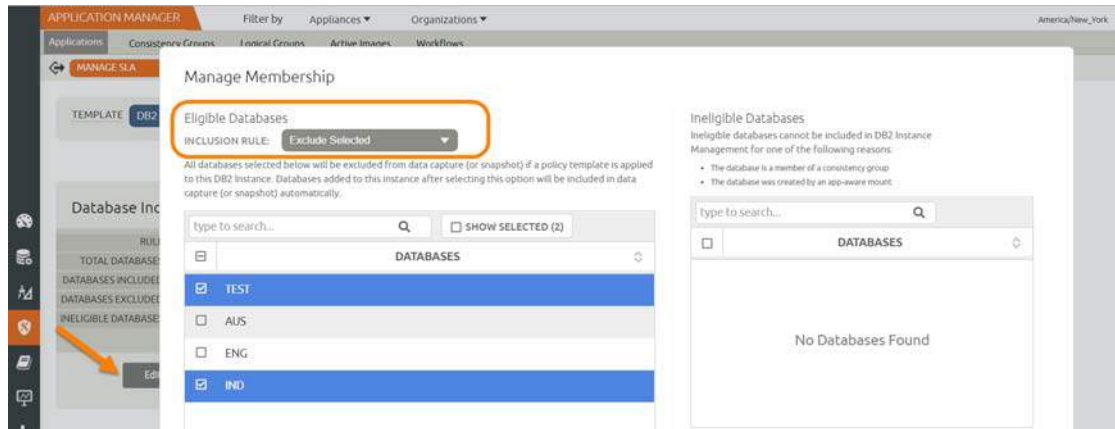 APPLICATION MANAGER
Filter by
Appliances
Organizations
America/New_York
Applications
Consistency Groups
Logical Groups
Active Images
Workflows
MANAGE SLA
TEMPLATE
DB2
Database Inc
RUL
TOTAL DATABASE
DATABASES INCLUDED
DATABASES EXCLUDED
INELIGIBLE DATABASE
Edi
Manage Membership
Eligible Databases
INCLUSION RULE:
Exclude Selected
All databases selected below will be excluded from data capture (or snapshot) if a policy template is applied
to this DB2 Instance. Databases added to this instance after selecting this option will be included in data
capture (or snapshot) automatically.
type to search...
SHOW SELECTED (2)
DATABASES
TEST
AUS
ENG
IND
Ineligible Databases
Ineligible databases cannot be included in DB2 Instance
Management for one of the following reasons:
• The database is a member of a consistency group
• The database was created by an app-aware mount
type to search...
DATABASES
No Databases Found